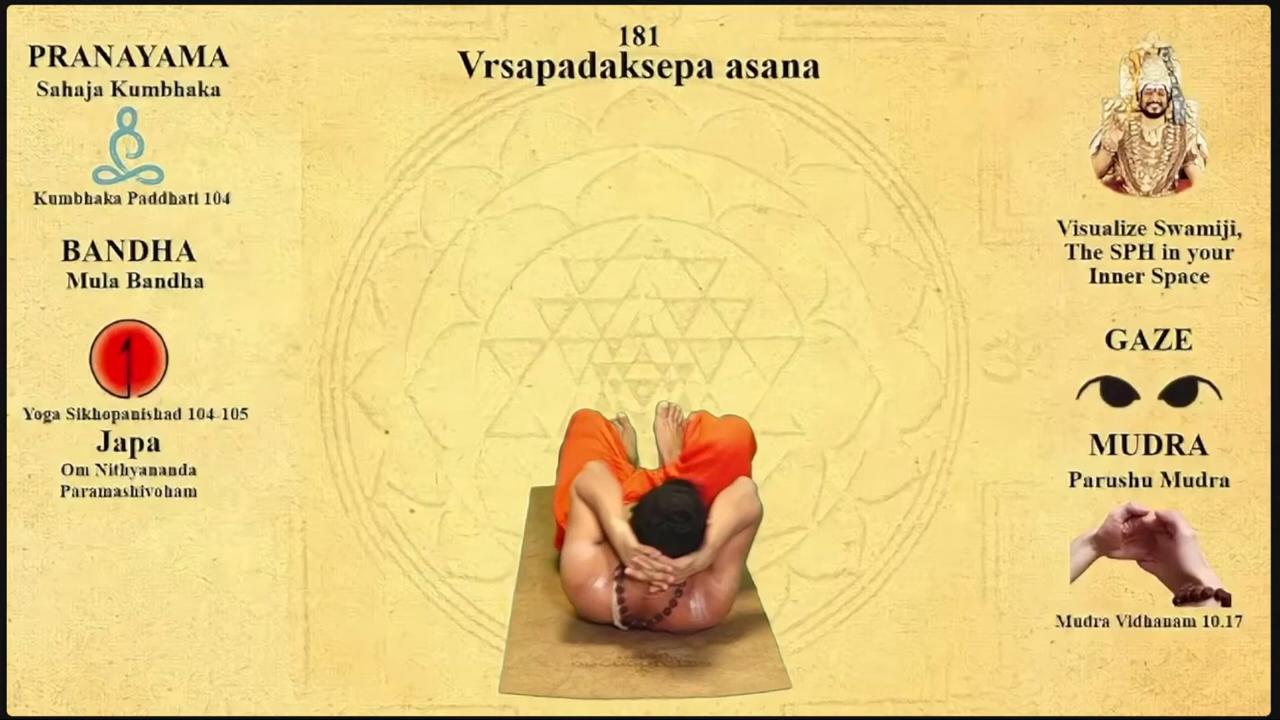 181
Vrsapadaksepa asana
PRANAYAMA
Sahaja Kumbhaka
Kumbhaka Paddhati 104
BANDHA
Mula Bandha
Yoga Sikhopanishad 104-105
Japa
Om Nithyananda
Paramashivoham
Visualize Swamiji,
The SPH in your
Inner Space
GAZE
MUDRA
Parushu Mudra
Mudra Vidhanam 10.17